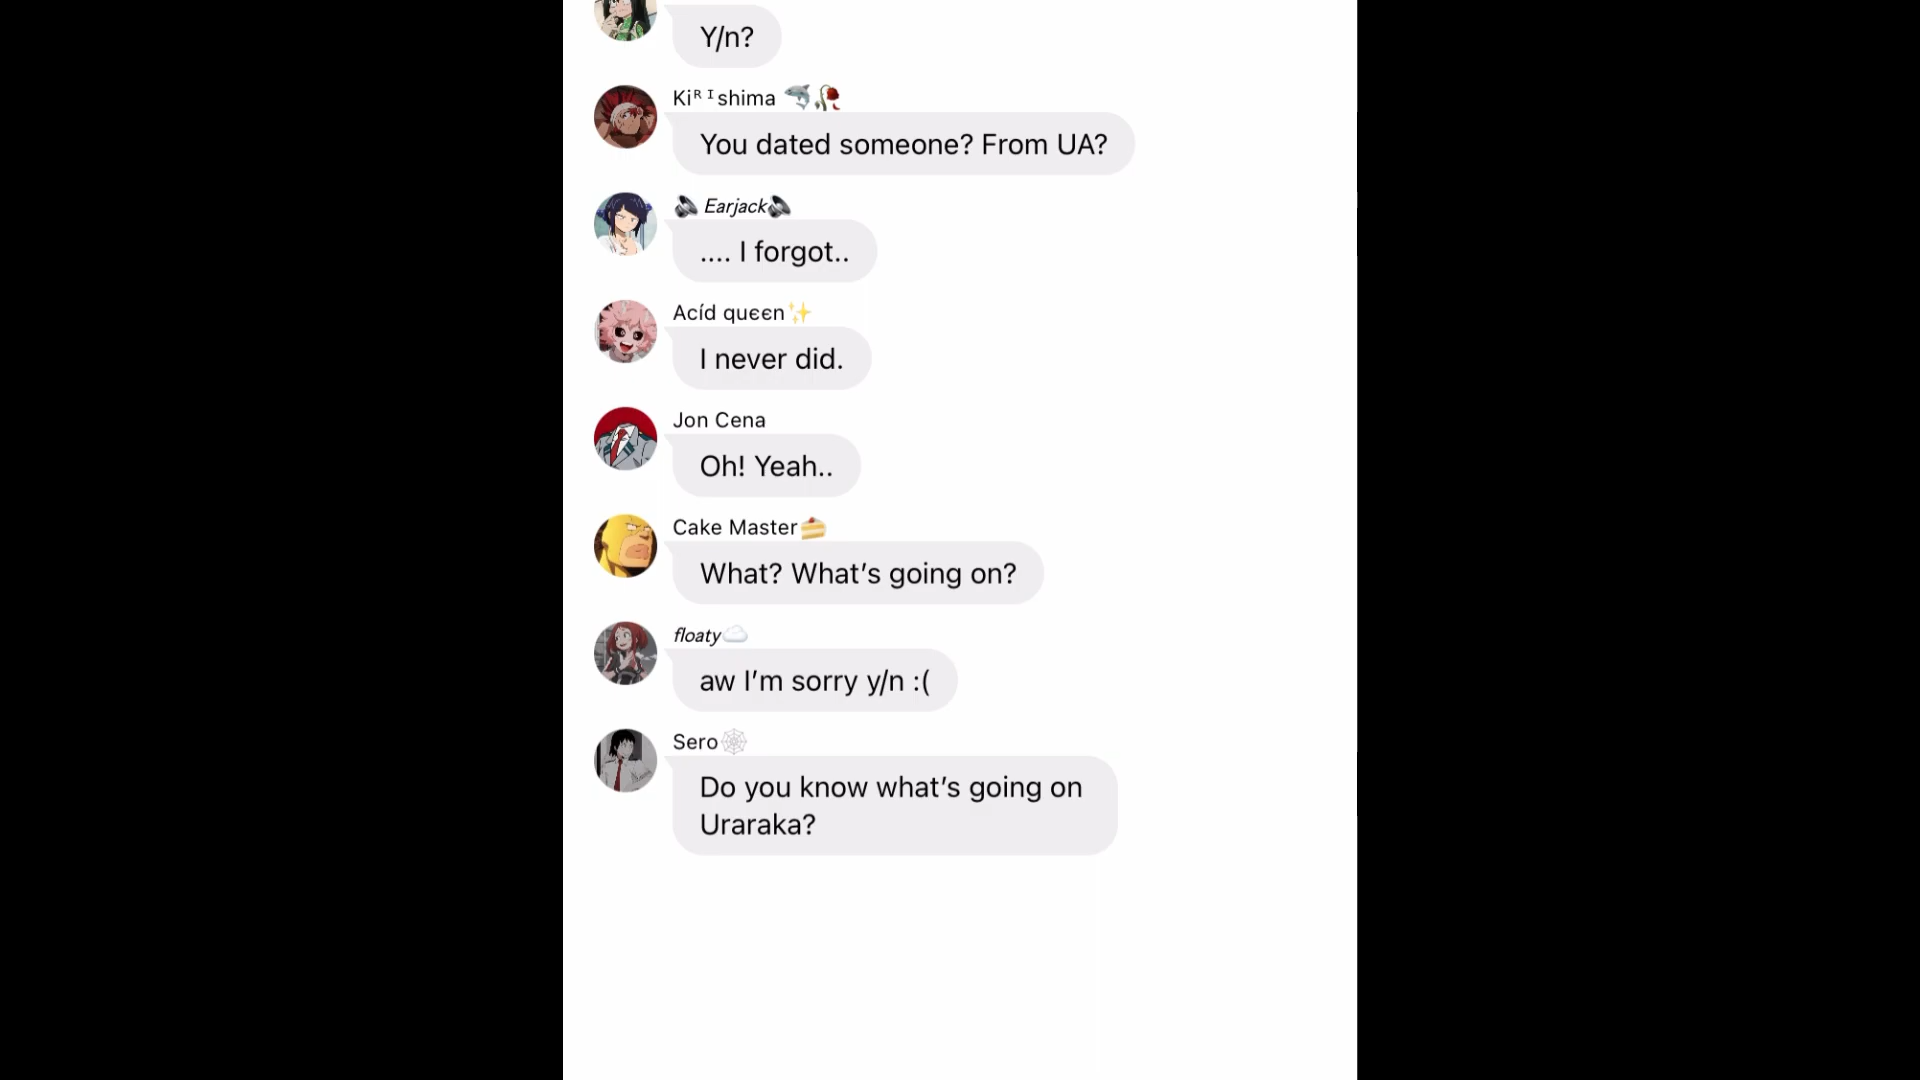 Y/n?
Kiᴿᴵshima 🦈🥀
You dated someone? From UA?
🔈Earjack🔈
.... I forgot..
Acíd quєєn✨
I never did.
Jon Cena
Oh! Yeah..
Cake Master🍰
What? What's going on?
floaty☁️
aw I'm sorry y/n :(
Sero🕸️
Do you know what's going on
Uraraka?